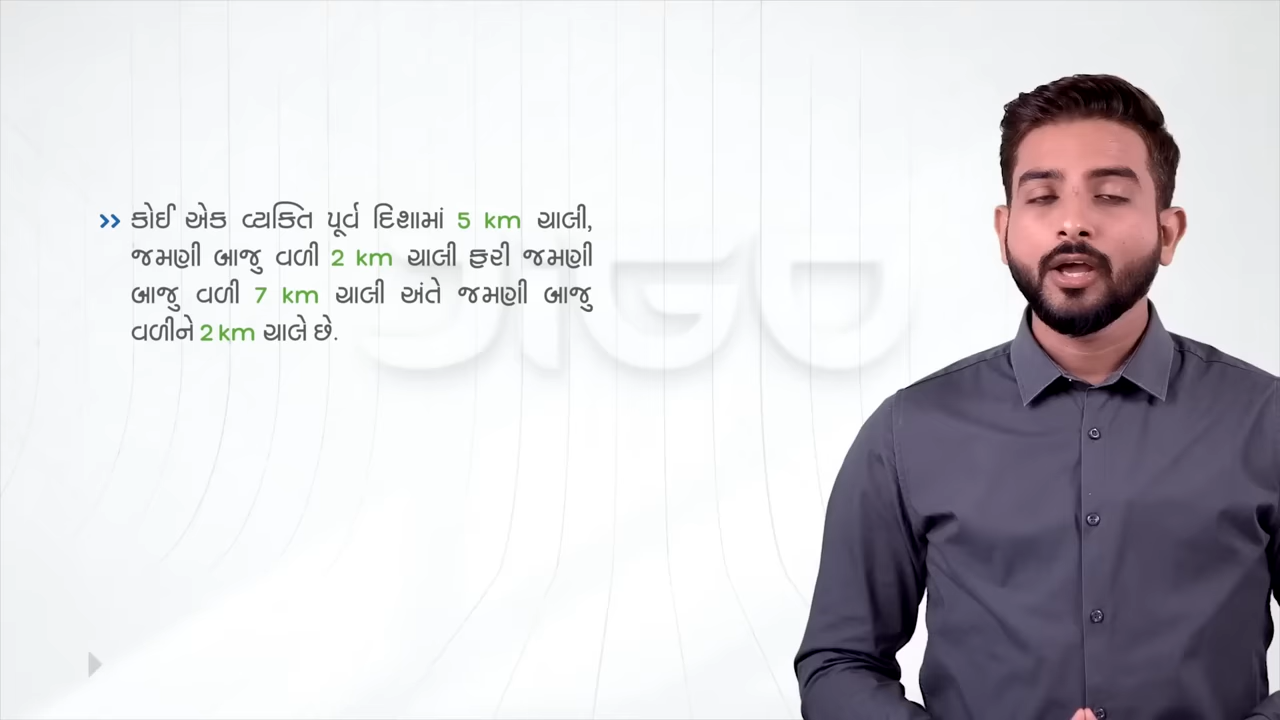 >> કોઈ એક વ્યક્તિ પૂર્વ દિશામાં 5 km ચાલી,
જમણી બાજુ વળી 2 km ચાલી ફરી જમણી
બાજુ વળી 7 km ચાલી અંતે જમણી બાજુ
વળીને 2 km ચાલે છે.